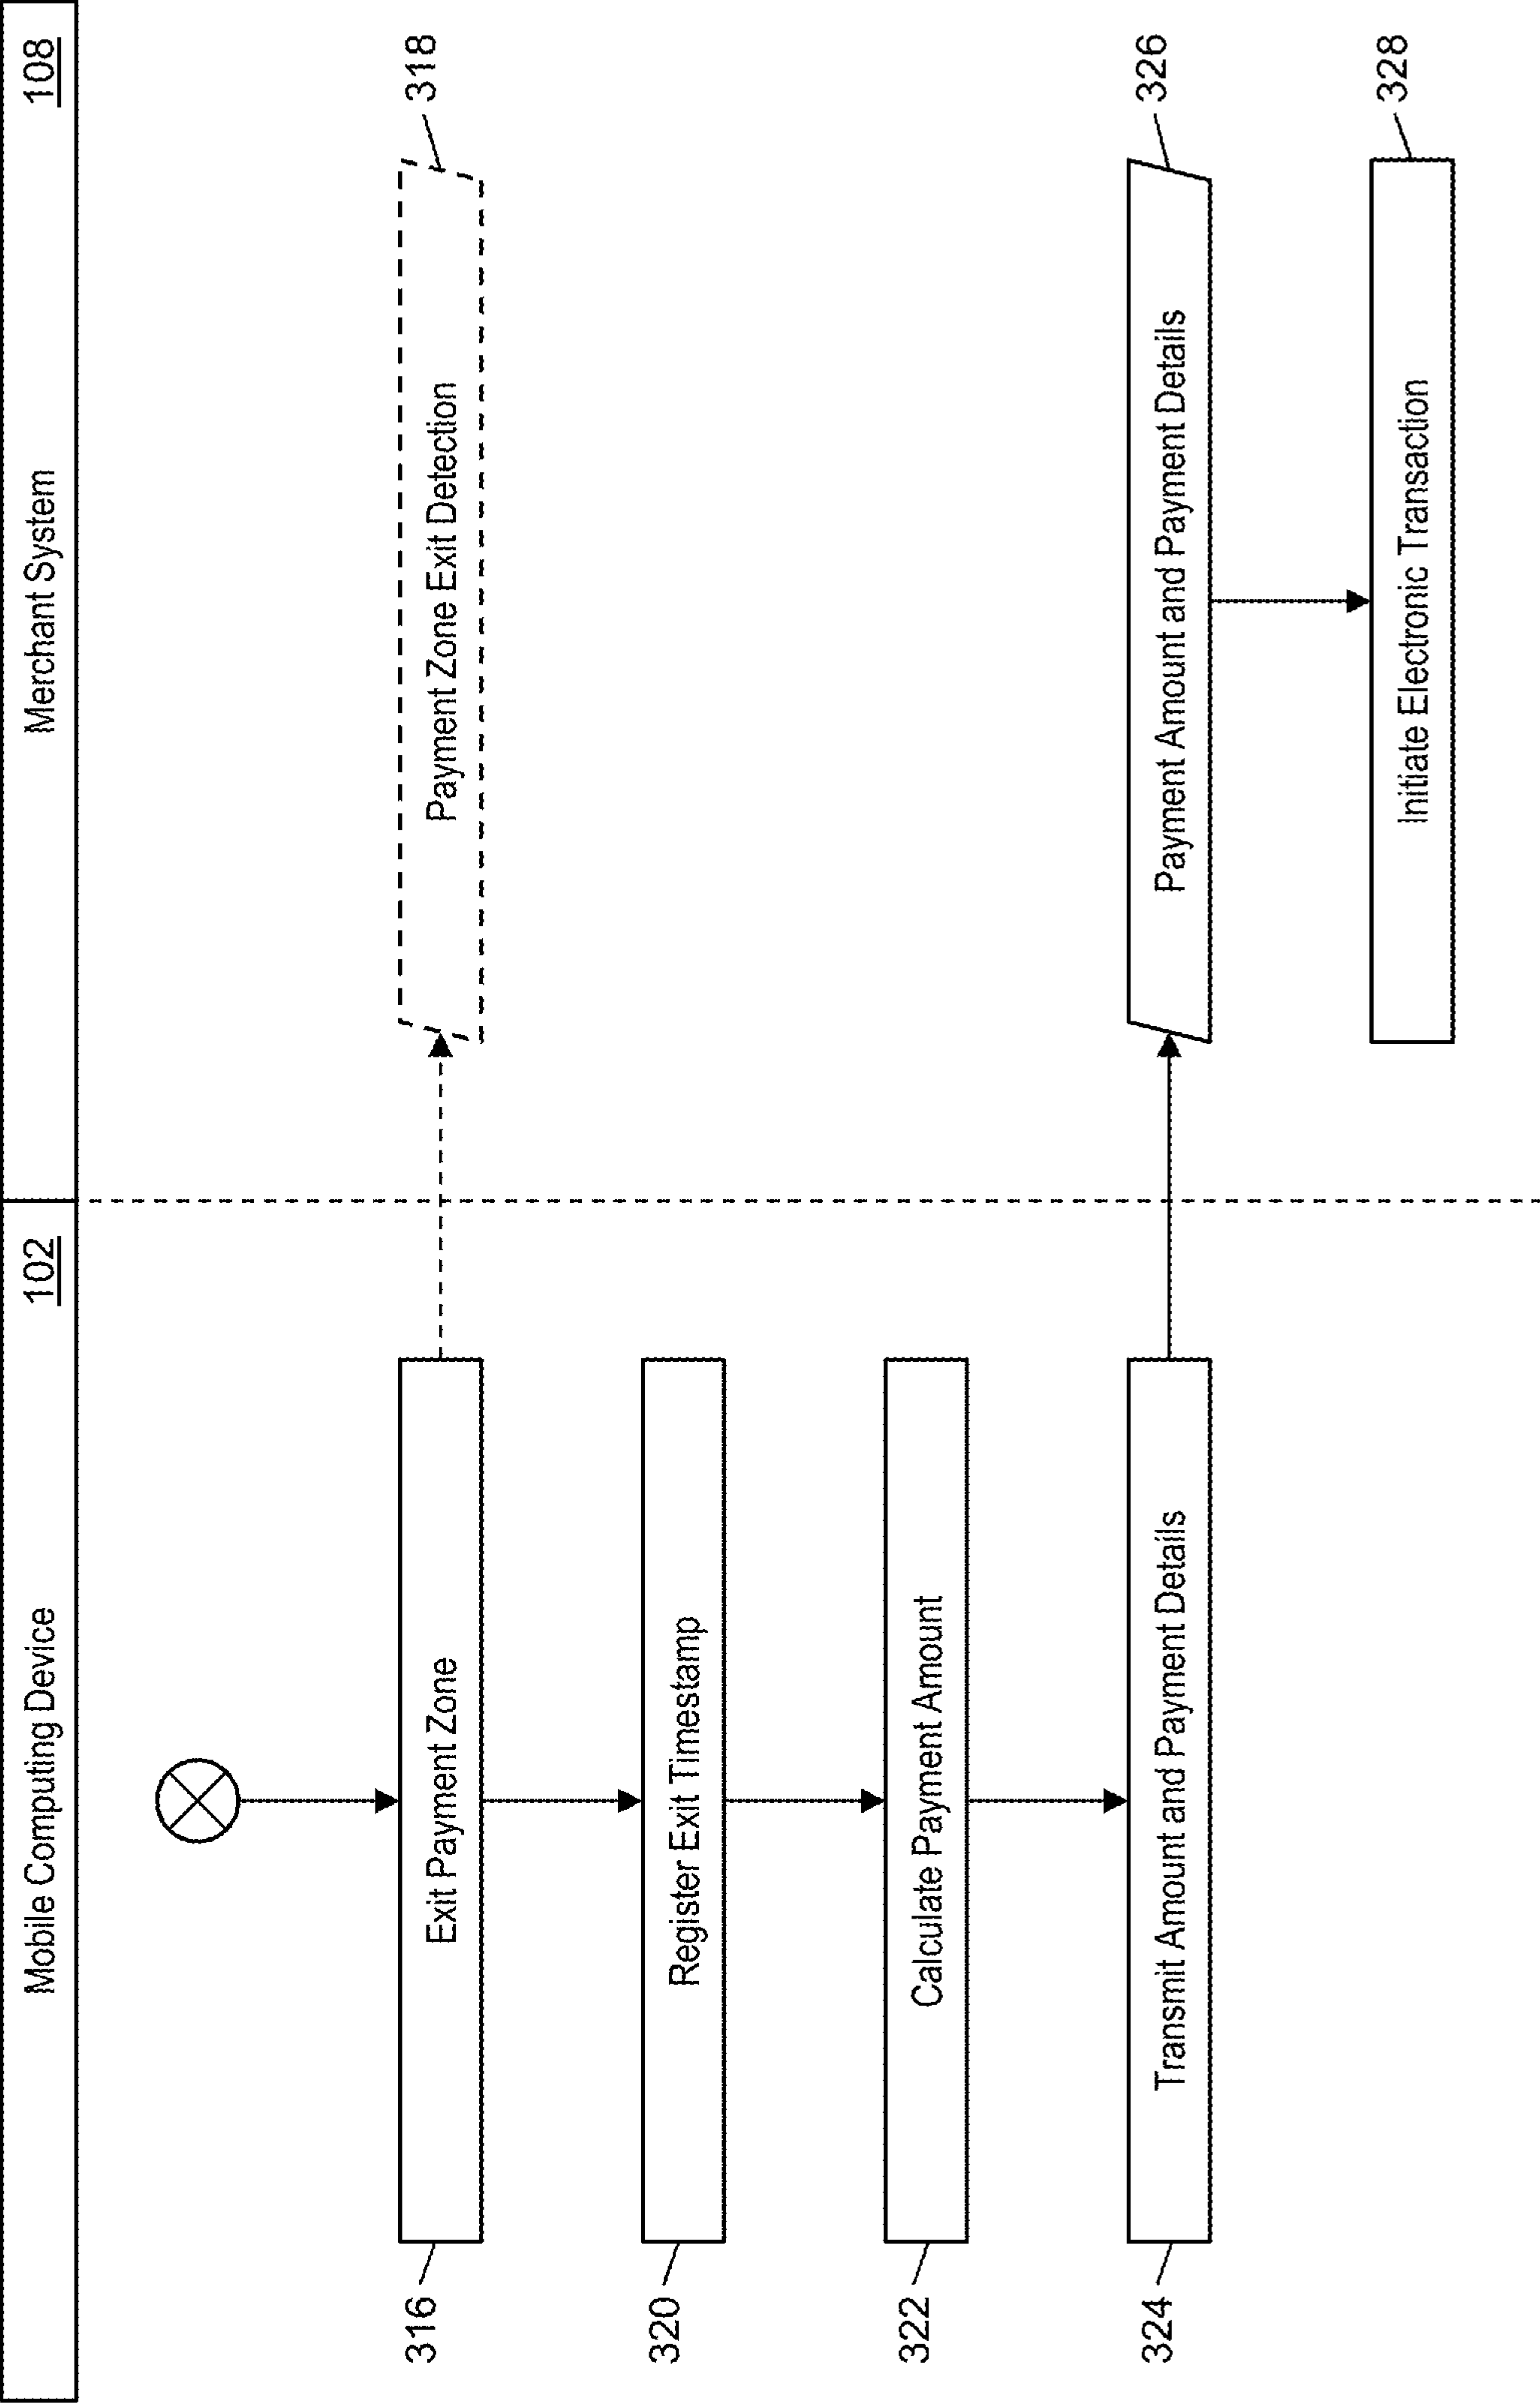 Mobile Computing Device 102
Merchant System 108
316 Exit Payment Zone
Payment Zone Exit Detection 318
320 Register Exit Timestamp
322 Calculate Payment Amount
324 Transmit Amount and Payment Details
Payment Amount and Payment Details 326
Initiate Electronic Transaction 328